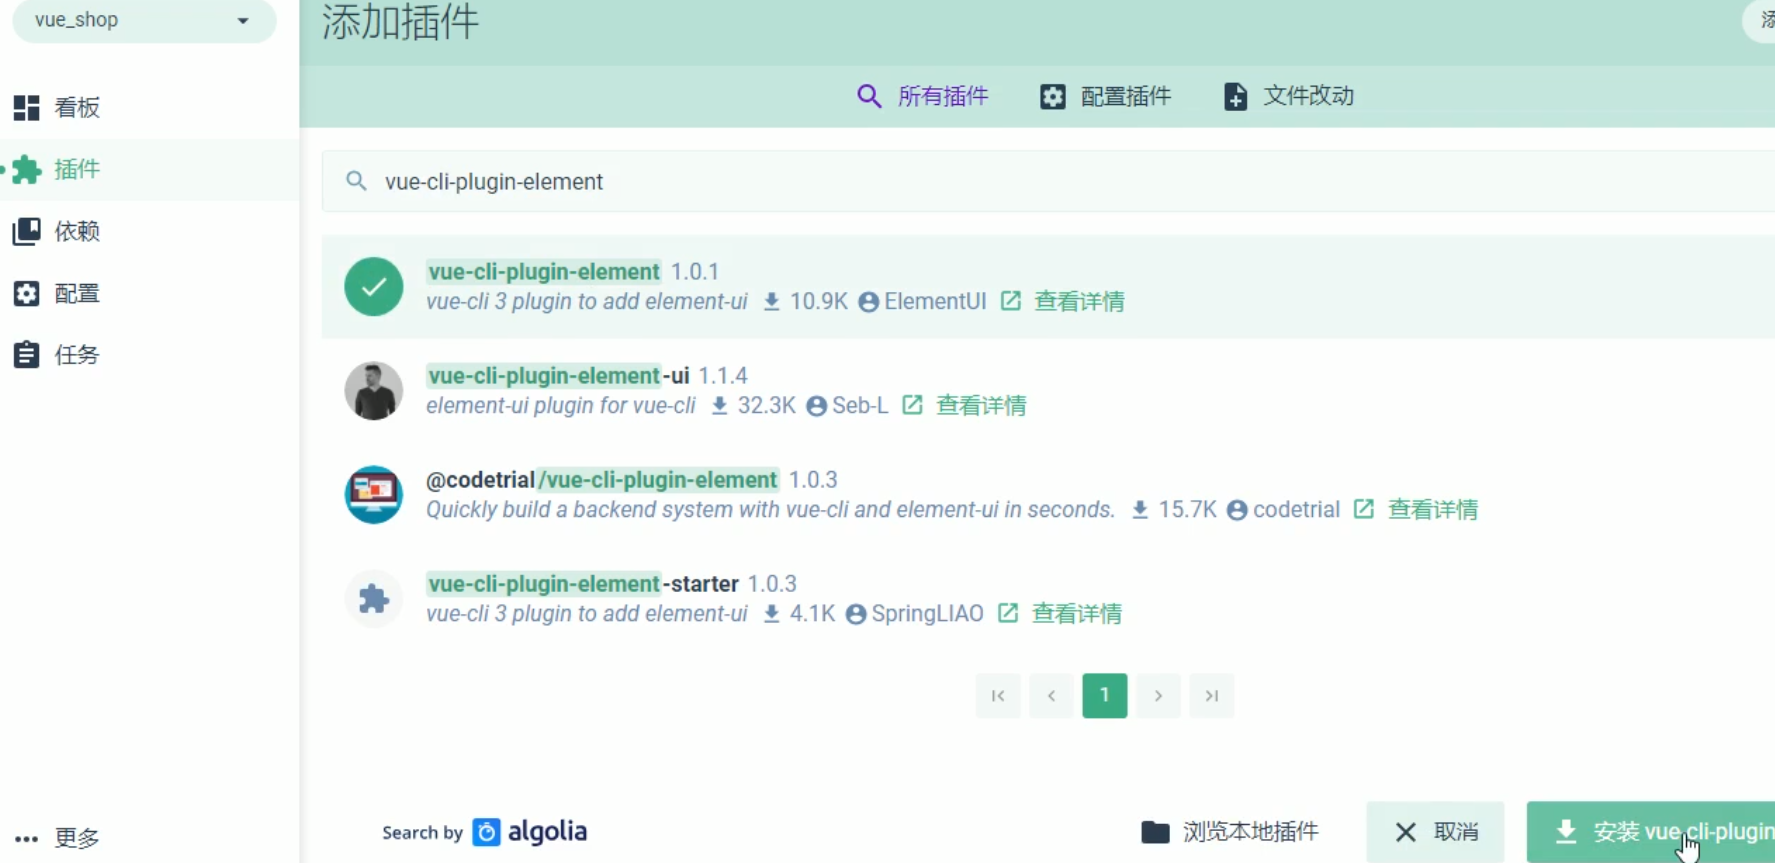 vue_shop
添加插件
看板
插件
依赖
配置
任务
更多
所有插件
配置插件
文件改动
vue-cli-plugin-element
vue-cli-plugin-element 1.0.1
vue-cli 3 plugin to add element-ui 10.9K ElementUI 查看详情
vue-cli-plugin-element-ui 1.1.4
element-ui plugin for vue-cli 32.3K Seb-L 查看详情
@codetrial/vue-cli-plugin-element 1.0.3
Quickly build a backend system with vue-cli and element-ui in seconds. 15.7K codetrial 查看详情
vue-cli-plugin-element-starter 1.0.3
vue-cli 3 plugin to add element-ui 4.1K SpringLIAO 查看详情
1
Search by algolia
浏览本地插件
取消
安装 vue-cli-plugin